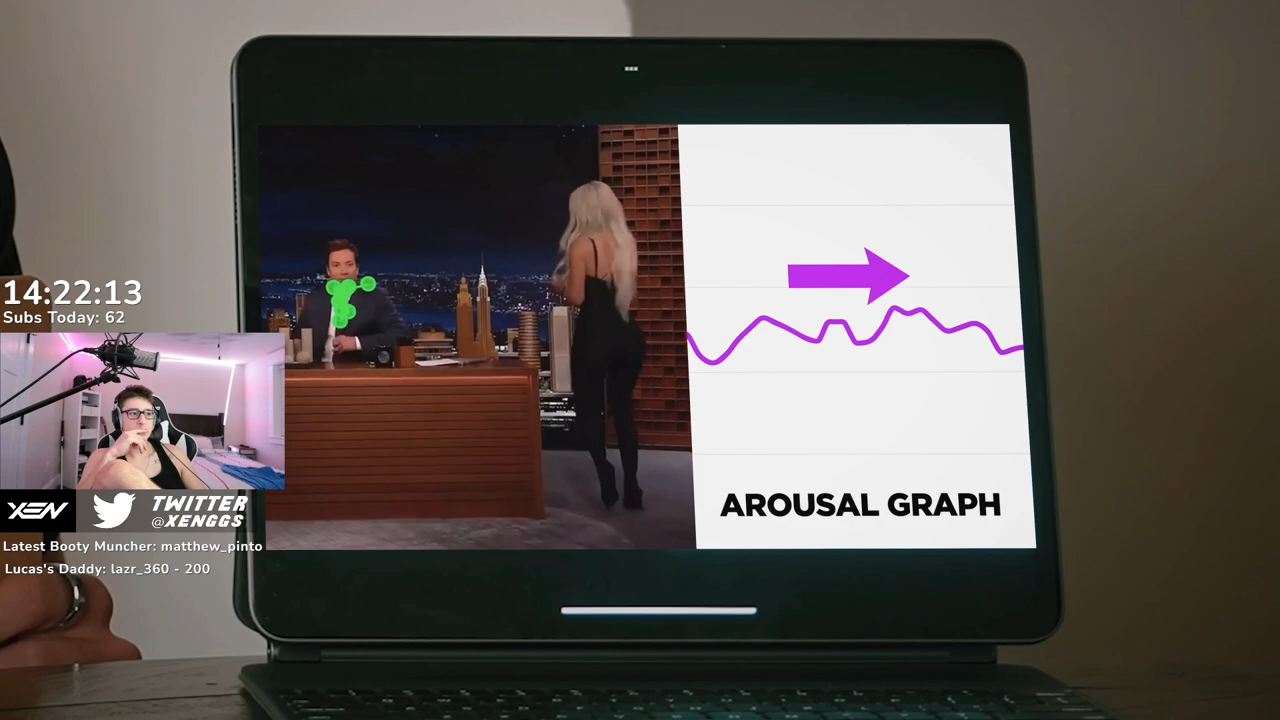 14:22:13
Subs Today: 62
XEN
TWITTER
@XENGGS
Latest Booty Muncher: matthew_pinto
Lucas's Daddy: lazr_360 - 200
AROUSAL GRAPH